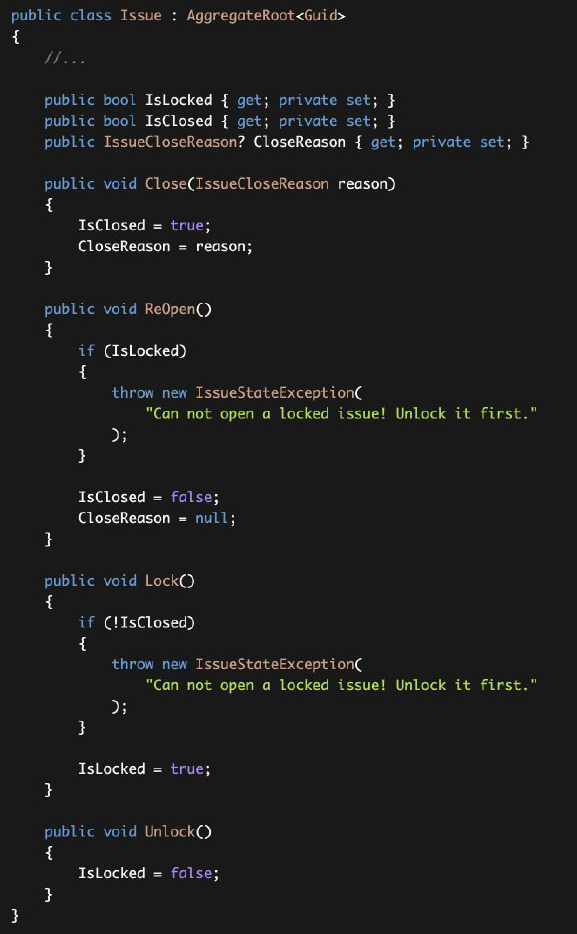 public class Issue : AggregateRoot<Guid>
{
    //...

    public bool IsLocked { get; private set; }
    public bool IsClosed { get; private set; }
    public IssueCloseReason? CloseReason { get; private set; }

    public void Close(IssueCloseReason reason)
    {
        IsClosed = true;
        CloseReason = reason;
    }

    public void ReOpen()
    {
        if (IsLocked)
        {
            throw new IssueStateException(
                "Can not open a locked issue! Unlock it first."
            );
        }

        IsClosed = false;
        CloseReason = null;
    }

    public void Lock()
    {
        if (!IsClosed)
        {
            throw new IssueStateException(
                "Can not open a locked issue! Unlock it first."
            );
        }

        IsLocked = true;
    }

    public void Unlock()
    {
        IsLocked = false;
    }
}